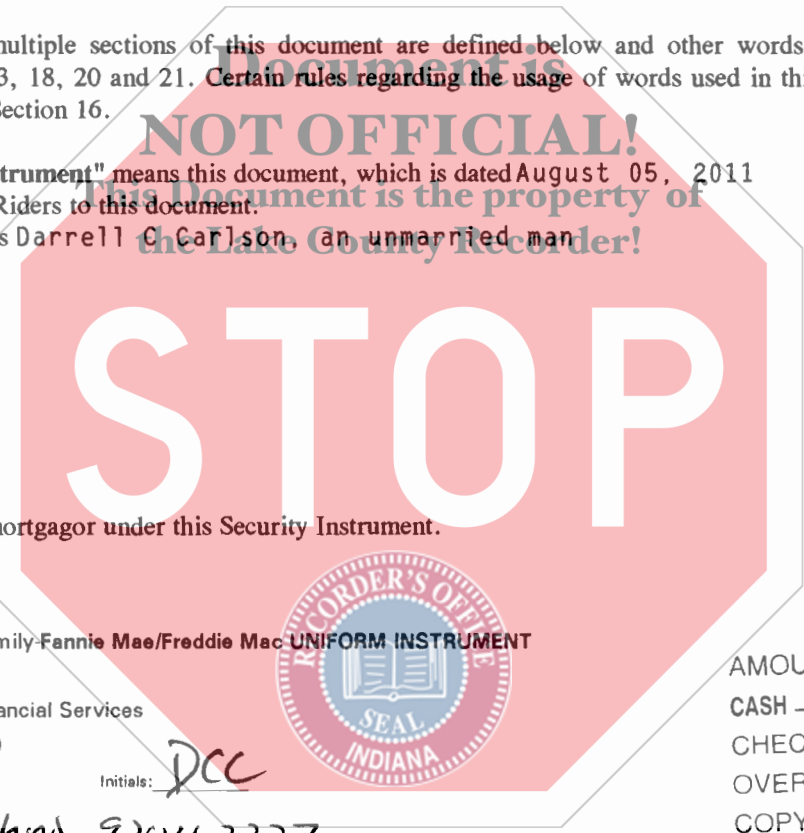 multiple sections of this document are defined below and other words
Document is
3, 18, 20 and 21. Certain rules regarding the usage of words used in thi
Section 16.
NOT OFFICIAL!
trument" means this document, which is dated August 05, 2011
This Document is the property of
Riders to this document.
s Darrell C Carlson, an unmarried man
the Lake County Recorder!
STOP
mortgagor under this Security Instrument.
RECORDER'S OFFICE
SEAL
INDIANA
mily-Fannie Mae/Freddie Mac UNIFORM INSTRUMENT
ancial Services
)
Initials: DCC
AMOU
CASH
CHEC
OVER
COPY